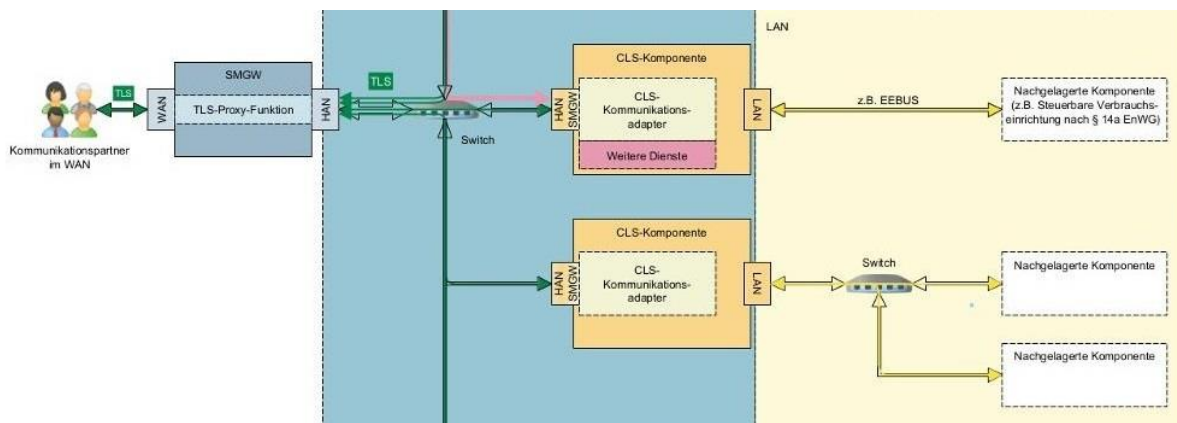 LAN
SMGW
TLS-Proxy-Funktion
WAN
HAN
TLS
Kommunikationspartner
im WAN
TLS
Switch
CLS-Komponente
HAN
SMGW
CLS-
Kommunikations-
adapter
Weitere Dienste
LAN
z.B. EEBUS
Nachgelagerte Komponente
(z.B. Steuerbare Verbrauchs-
einrichtung nach § 14a EnWG)
CLS-Komponente
HAN
SMGW
CLS-
Kommunikations-
adapter
LAN
Switch
Nachgelagerte Komponente
Nachgelagerte Komponente